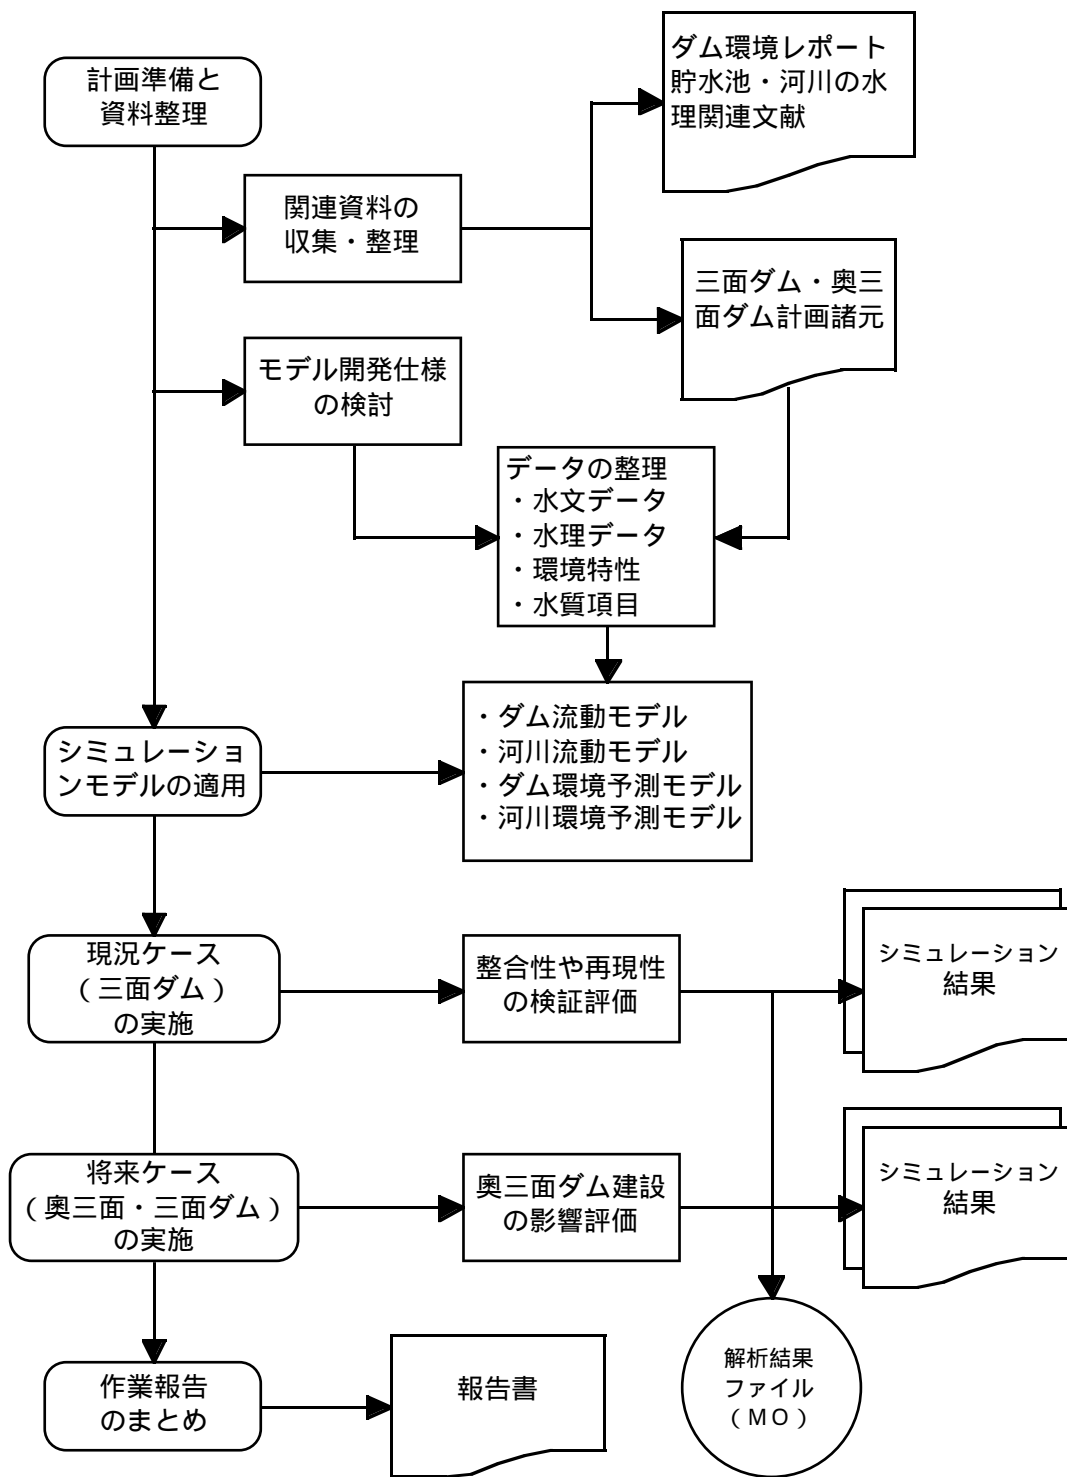 計画準備と
資料整理
ダム環境レポート
貯水池・河川の水
理関連文献
関連資料の
収集・整理
三面ダム・奥三
面ダム計画諸元
モデル開発仕様
の検討
データの整理
・水文データ
・水理データ
・環境特性
・水質項目
シミュレーショ
ンモデルの適用
・ダム流動モデル
・河川流動モデル
・ダム環境予測モデル
・河川環境予測モデル
現況ケース
(三面ダム)
の実施
整合性や再現性
の検証評価
シミュレーション
結果
将来ケース
(奥三面・三面ダム)
の実施
奥三面ダム建設
の影響評価
シミュレーション
結果
作業報告
のまとめ
報告書
解析結果
ファイル
(MO)